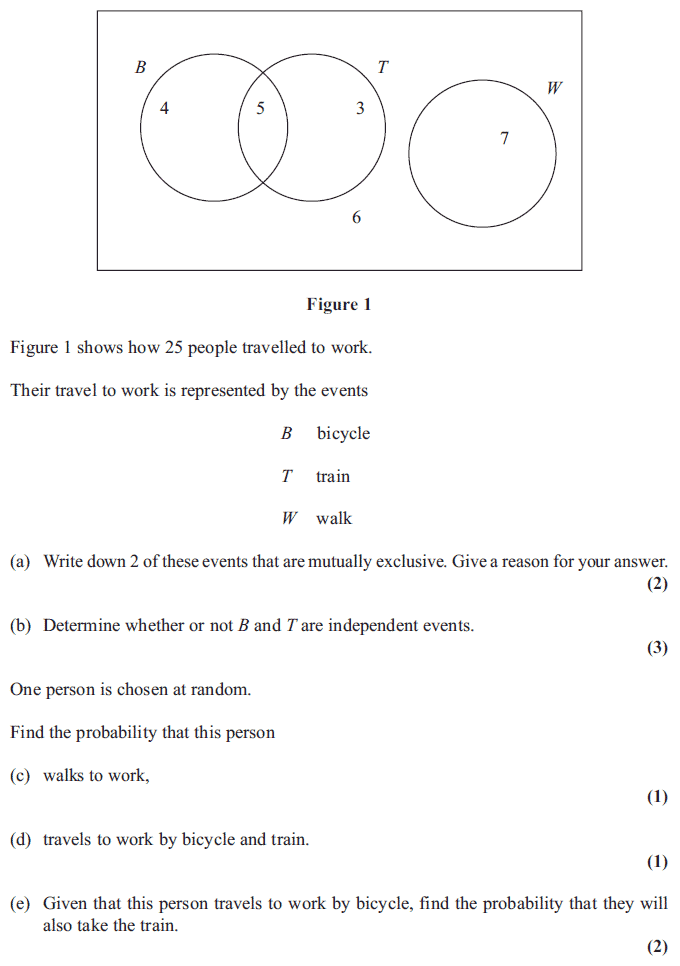 B
T
W
4
5
3
7
6
Figure 1
Figure 1 shows how 25 people travelled to work.
Their travel to work is represented by the events
B bicycle
T train
W walk
(a) Write down 2 of these events that are mutually exclusive. Give a reason for your answer.
(2)
(b) Determine whether or not B and T are independent events.
(3)
One person is chosen at random.
Find the probability that this person
(c) walks to work,
(1)
(d) travels to work by bicycle and train.
(1)
(e) Given that this person travels to work by bicycle, find the probability that they will
also take the train.
(2)